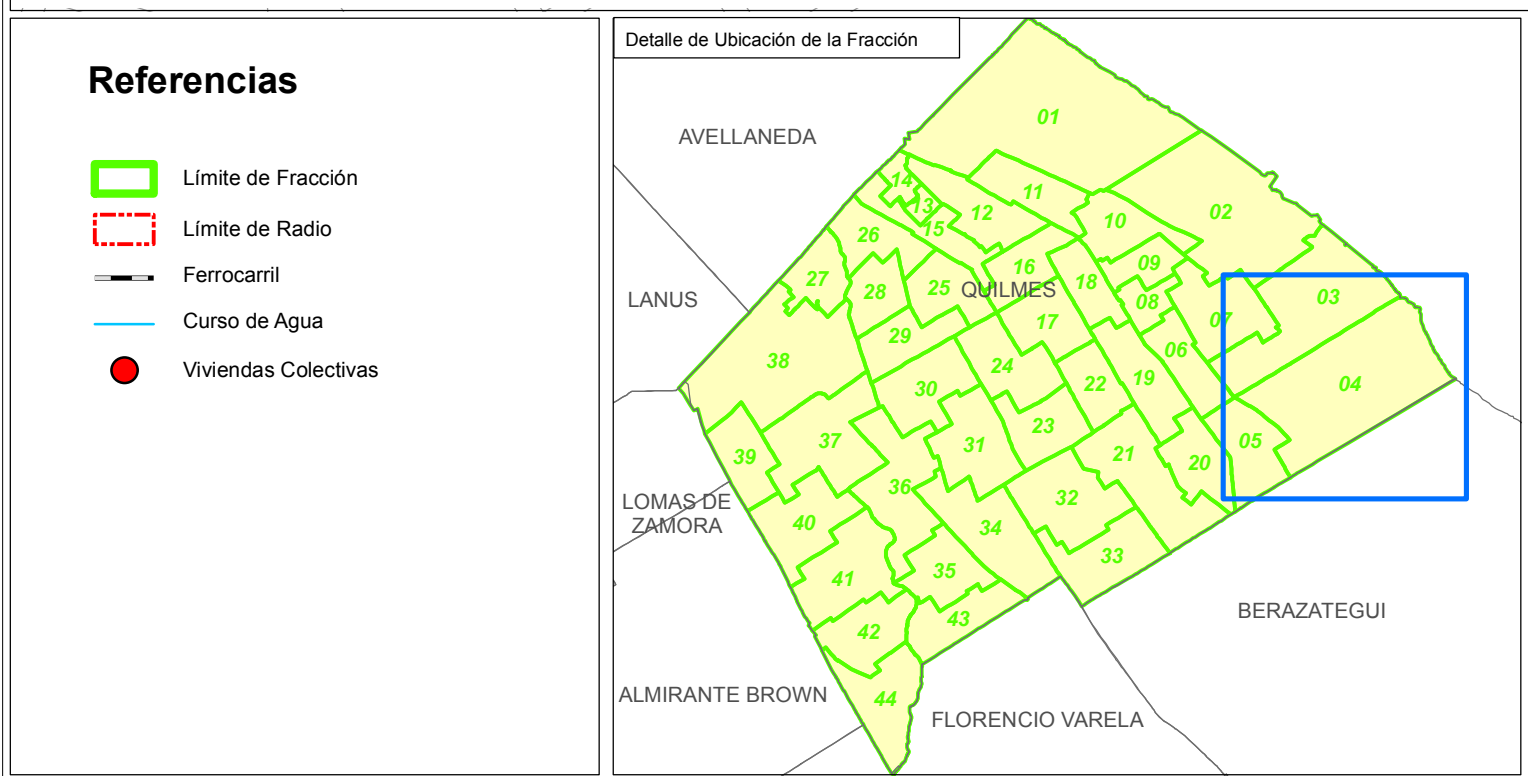 Referencias
Límite de Fracción
Límite de Radio
Ferrocarril
Curso de Agua
Viviendas Colectivas
Detalle de Ubicación de la Fracción
01
AVELLANEDA
14
11
13
12
02
10
15
26
16
09
27
18
28
25
QUILMES
LANUS
08
03
07
17
29
06
38
24
22
19
04
30
23
37
31
05
39
21
20
36
32
LOMAS DE
ZAMORA
40
34
33
35
41
43
BERAZATEGUI
42
ALMIRANTE BROWN
44
FLORENCIO VARELA